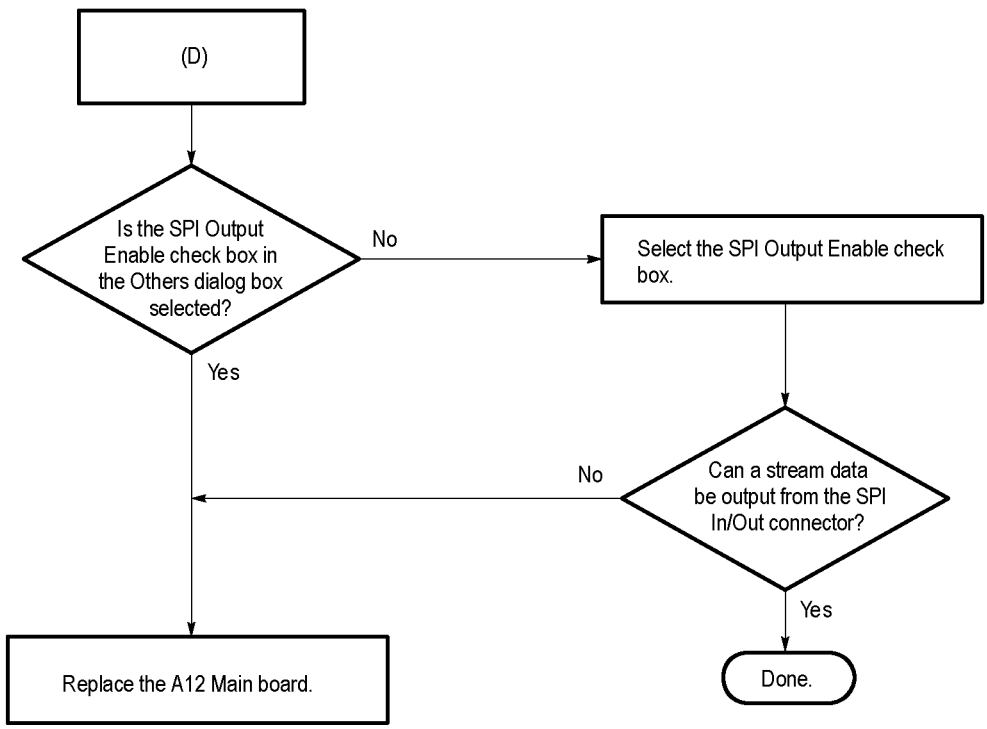 (D)
Is the SPI Output
Enable check box in
the Others dialog box
selected?
No
Select the SPI Output Enable check
box.
Yes
Can a stream data
be output from the SPI
In/Out connector?
No
Yes
Replace the A12 Main board.
Done.